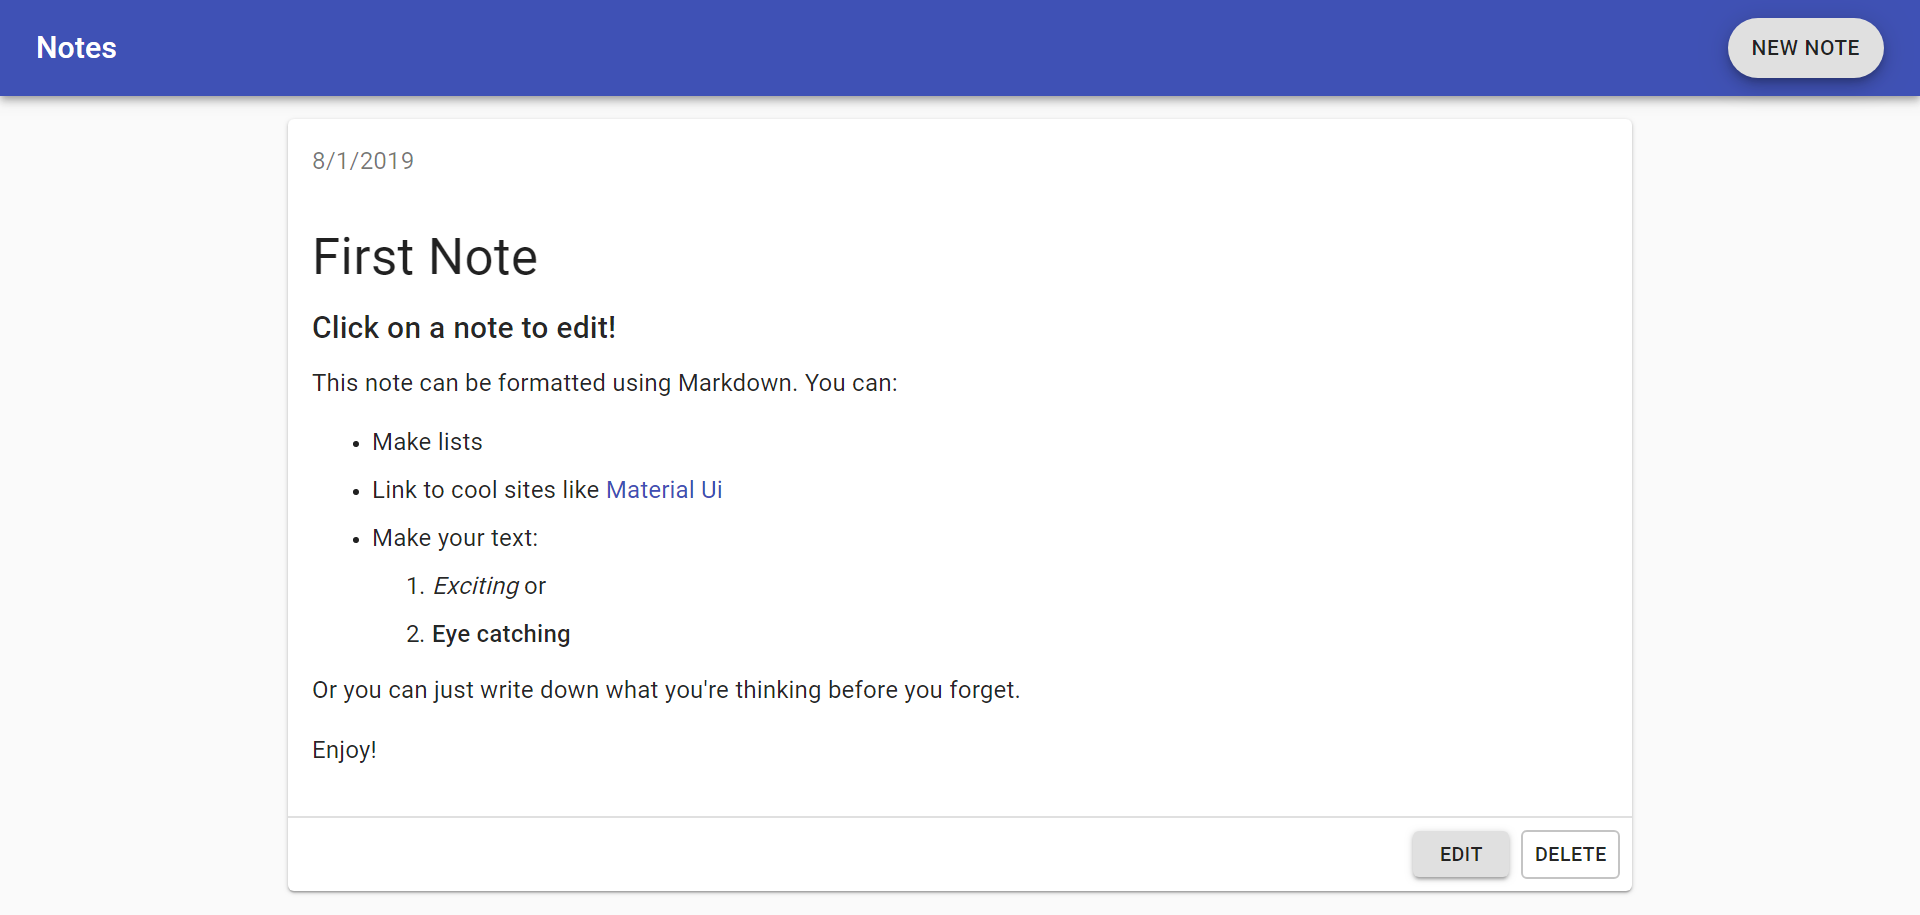 Notes
NEW NOTE
8/1/2019
First Note
Click on a note to edit!
This note can be formatted using Markdown. You can:
• Make lists
• Link to cool sites like Material Ui
• Make your text:
1. Exciting or
2. Eye catching
Or you can just write down what you're thinking before you forget.
Enjoy!
EDIT
DELETE